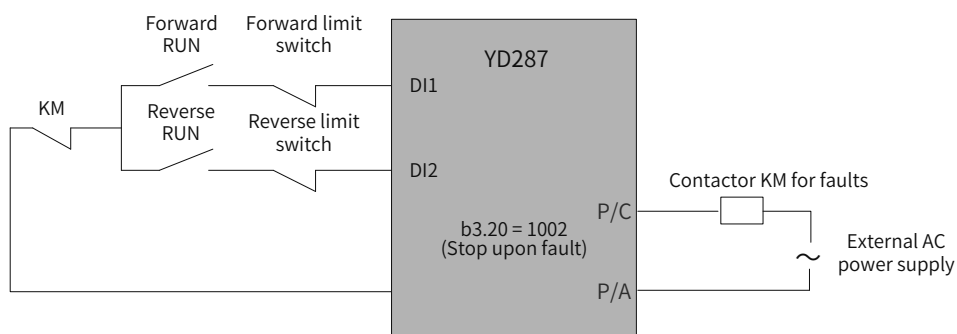 Forward
RUN
Forward limit
switch
YD287
DI1
KM
Reverse
RUN
Reverse limit
switch
DI2
Contactor KM for faults
P/C
b3.20 = 1002
(Stop upon fault)
External AC
power supply
P/A